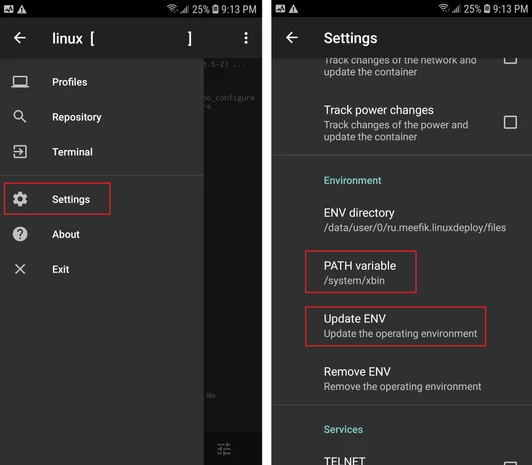 25% 9:13 PM
linux [ ]
Profiles
Repository
Terminal
Settings
About
Exit
.5-2) ...
do_configure
re
No
25% 9:13 PM
Settings
Track changes of the network and
update the container
Track power changes
Track changes of the power and
update the container
Environment
ENV directory
/data/user/0/ru.meefik.linuxdeploy/files
PATH variable
/system/xbin
Update ENV
Update the operating environment
Remove ENV
Remove the operating environment
Services
TELNET